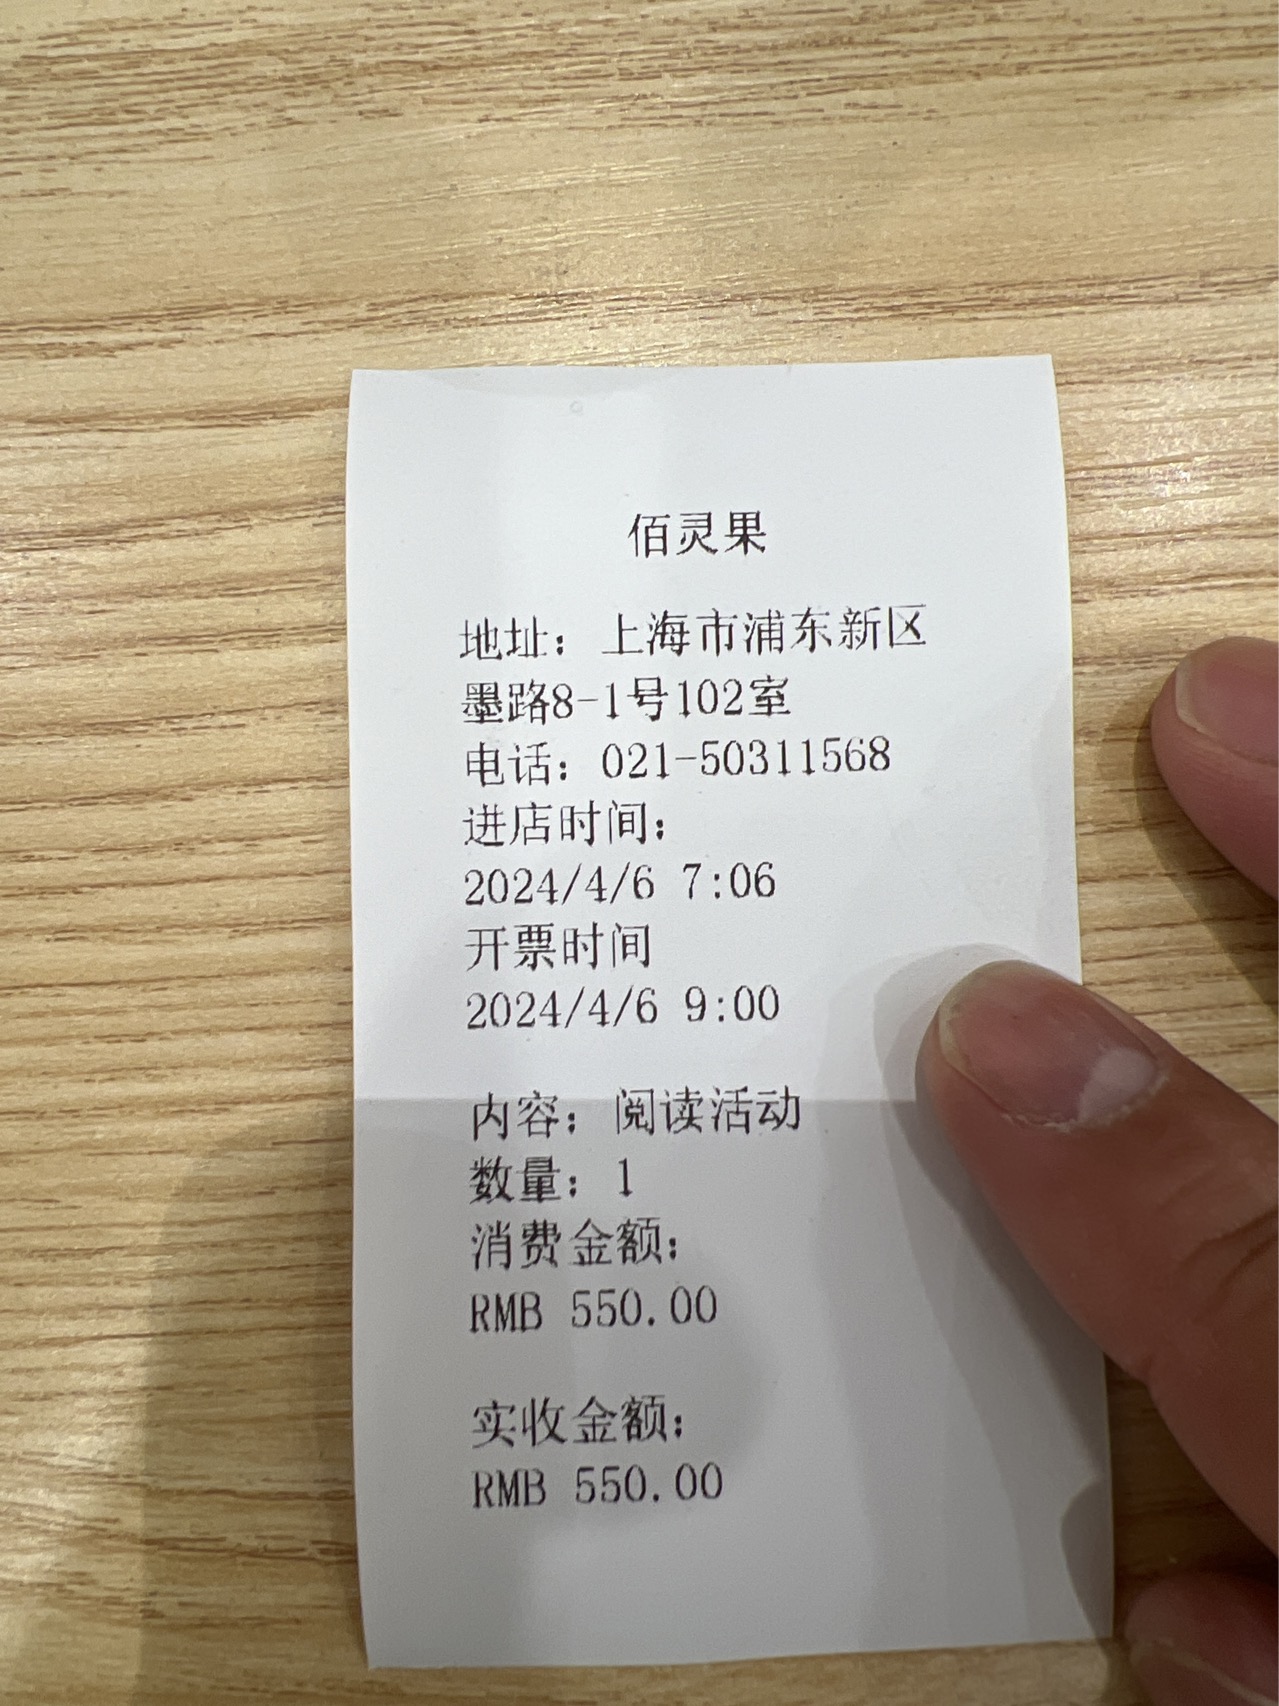 佰灵果
地址：上海市浦东新区
墨路8-1号102室
电话：021-50311568
进店时间：
2024/4/6 7:06
开票时间
2024/4/6 9:00
内容：阅读活动
数量：1
消费金额：
RMB 550.00
实收金额：
RMB 550.00